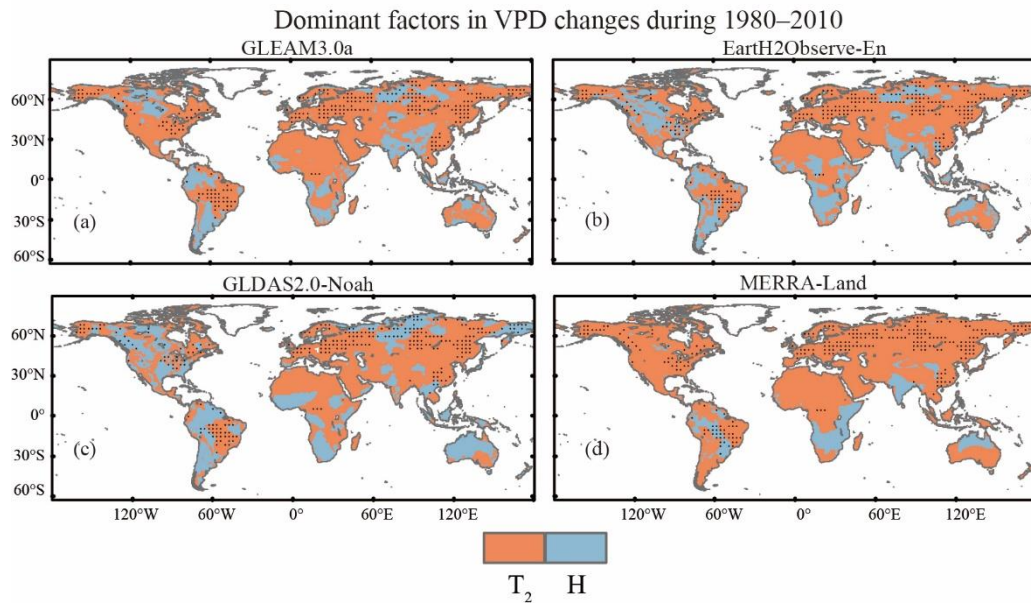 Dominant factors in VPD changes during 1980–2010
GLEAM3.0a
EartH2Observe-En
60°N
30°N
0°
30°S
60°S
(a)
(b)
GLDAS2.0-Noah
MERRA-Land
60°N
30°N
0°
30°S
60°S
(c)
(d)
120°W 60°W 0° 60°E 120°E 120°W 60°W 0° 60°E 120°E
T₂ H